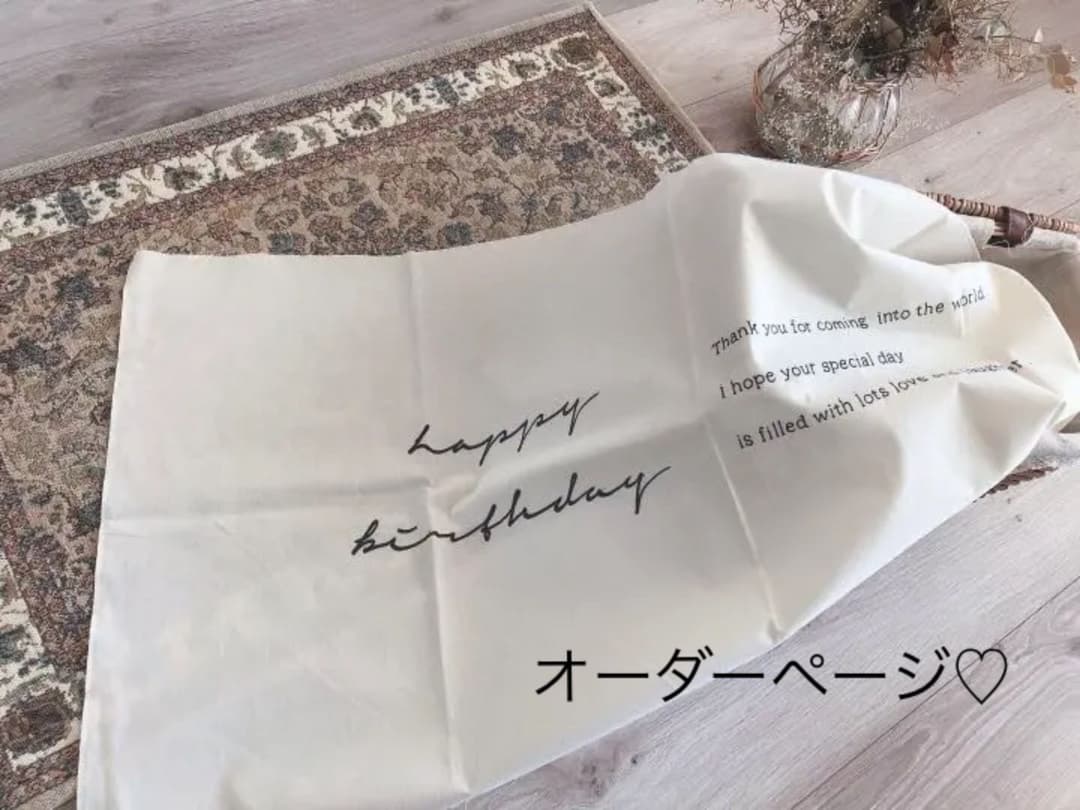 happy
birthday
Thank you for coming into the world
i hope your special day
is filled with lots love
オーダーページ♡